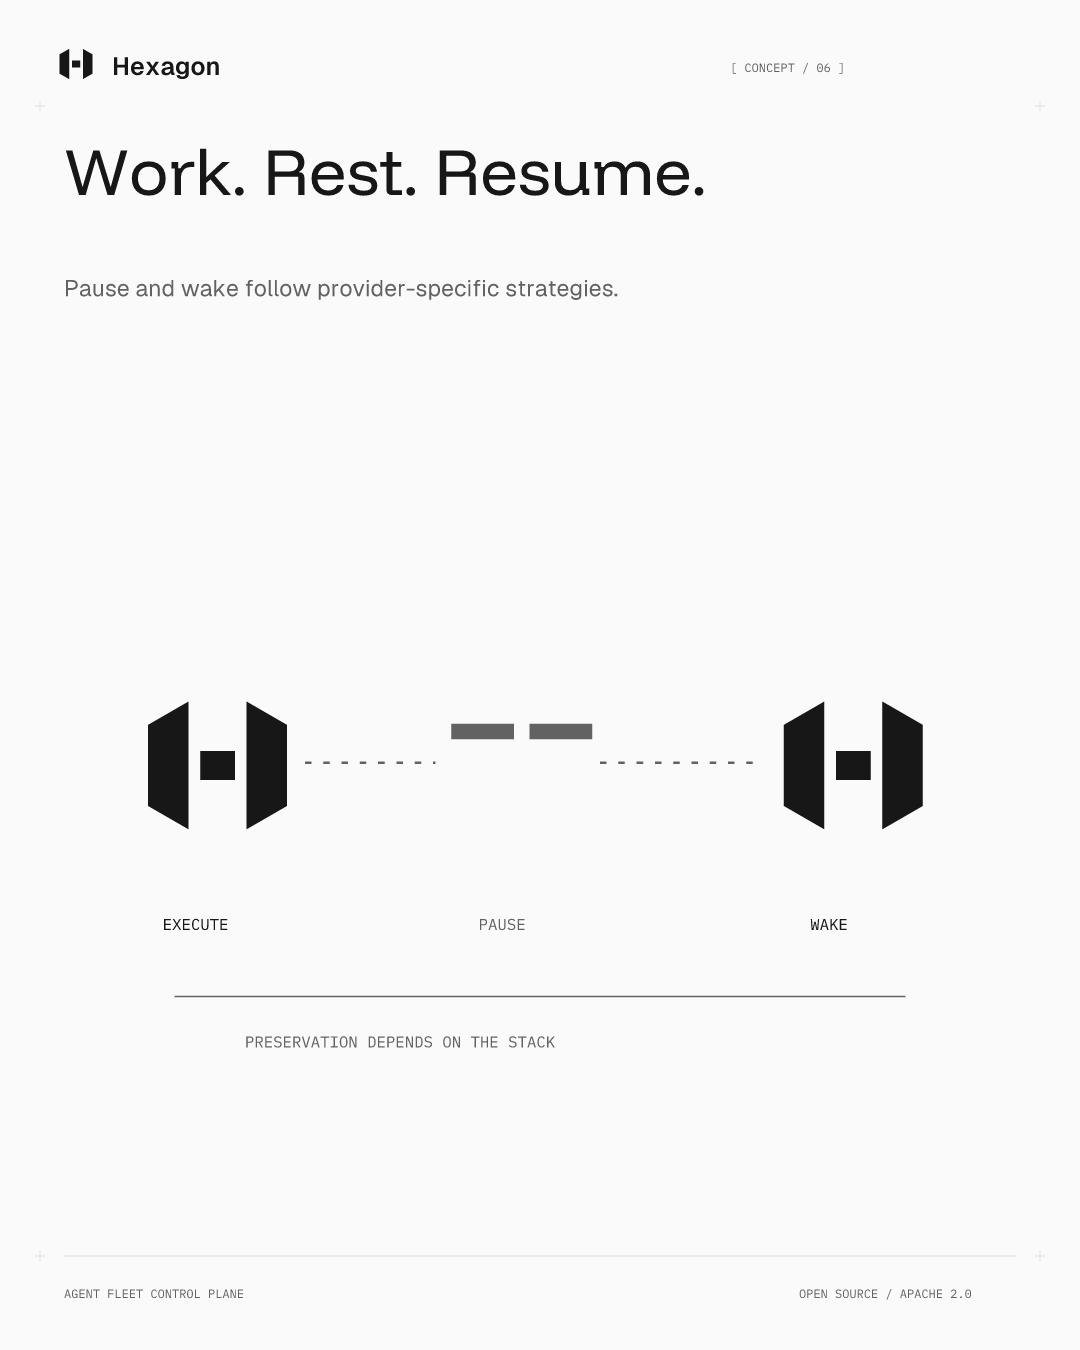 Hexagon
[ CONCEPT / 06 ]
Work. Rest. Resume.
Pause and wake follow provider-specific strategies.
EXECUTE
PAUSE
WAKE
PRESERVATION DEPENDS ON THE STACK
AGENT FLEET CONTROL PLANE
OPEN SOURCE / APACHE 2.0